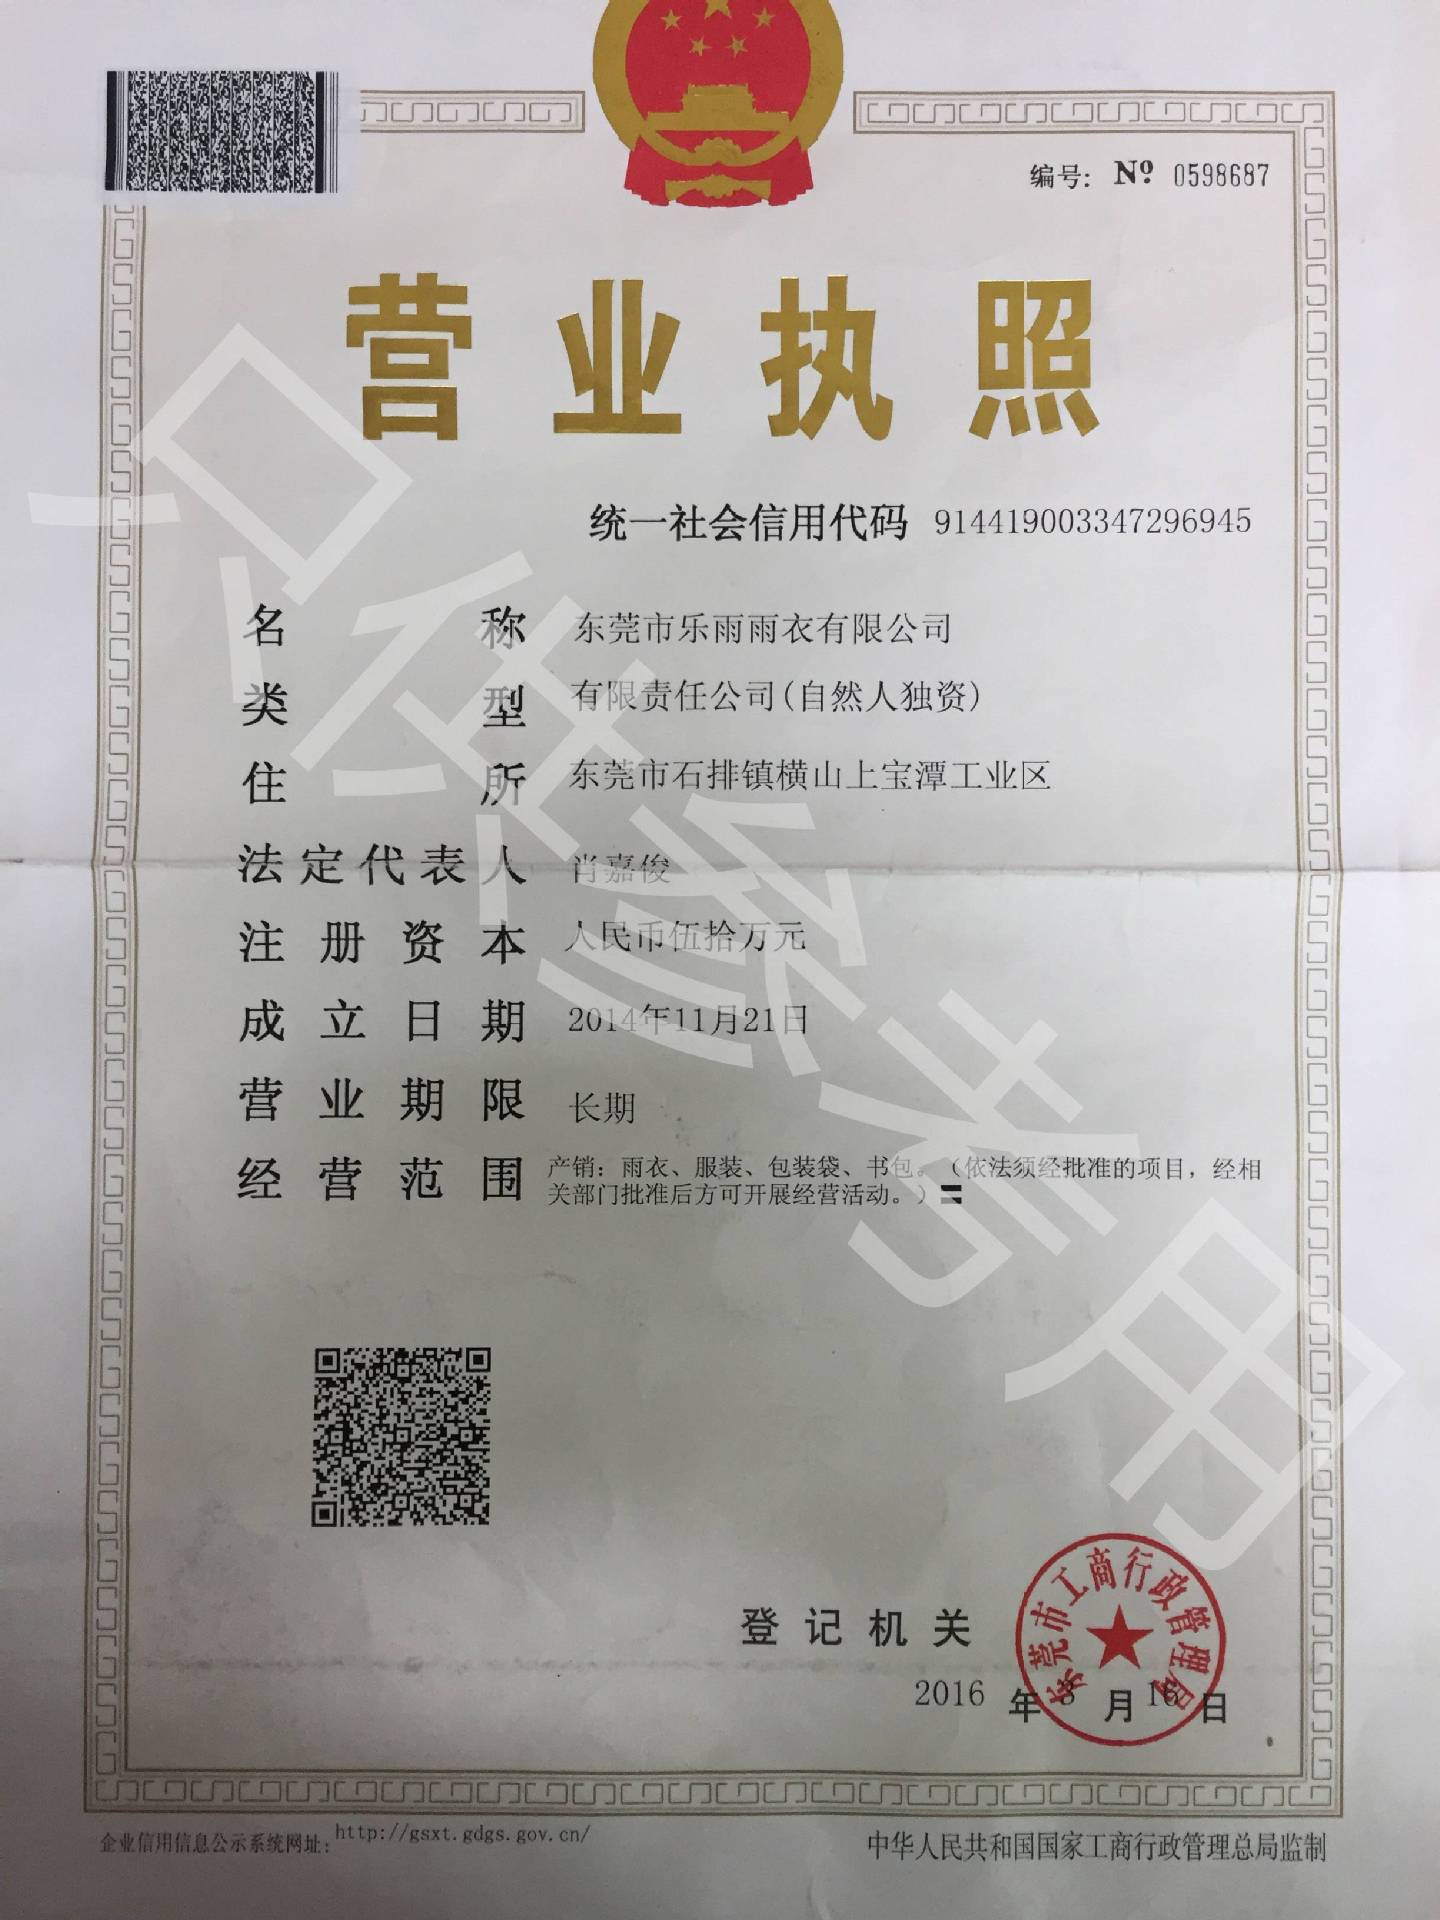 编号: Nº 0598687
营业执照
统一社会信用代码 914419003347296945
名称 东莞市乐雨雨衣有限公司
类型 有限责任公司(自然人独资)
住所 东莞市石排镇横山上宝潭工业区
法定代表人 肖嘉俊
注册资本 人民币伍拾万元
成立日期 2014年11月21日
营业期限 长期
经营范围 产销：雨衣、服装、包装袋、书包。（依法须经批准的项目，经相
关部门批准后方可开展经营活动。）
登记机关
东莞市工商行政管理局
2016 年 3 月 16 日
企业信用信息公示系统网址: http://gsxt.gdgs.gov.cn/
中华人民共和国国家工商行政管理总局监制
只供参考用